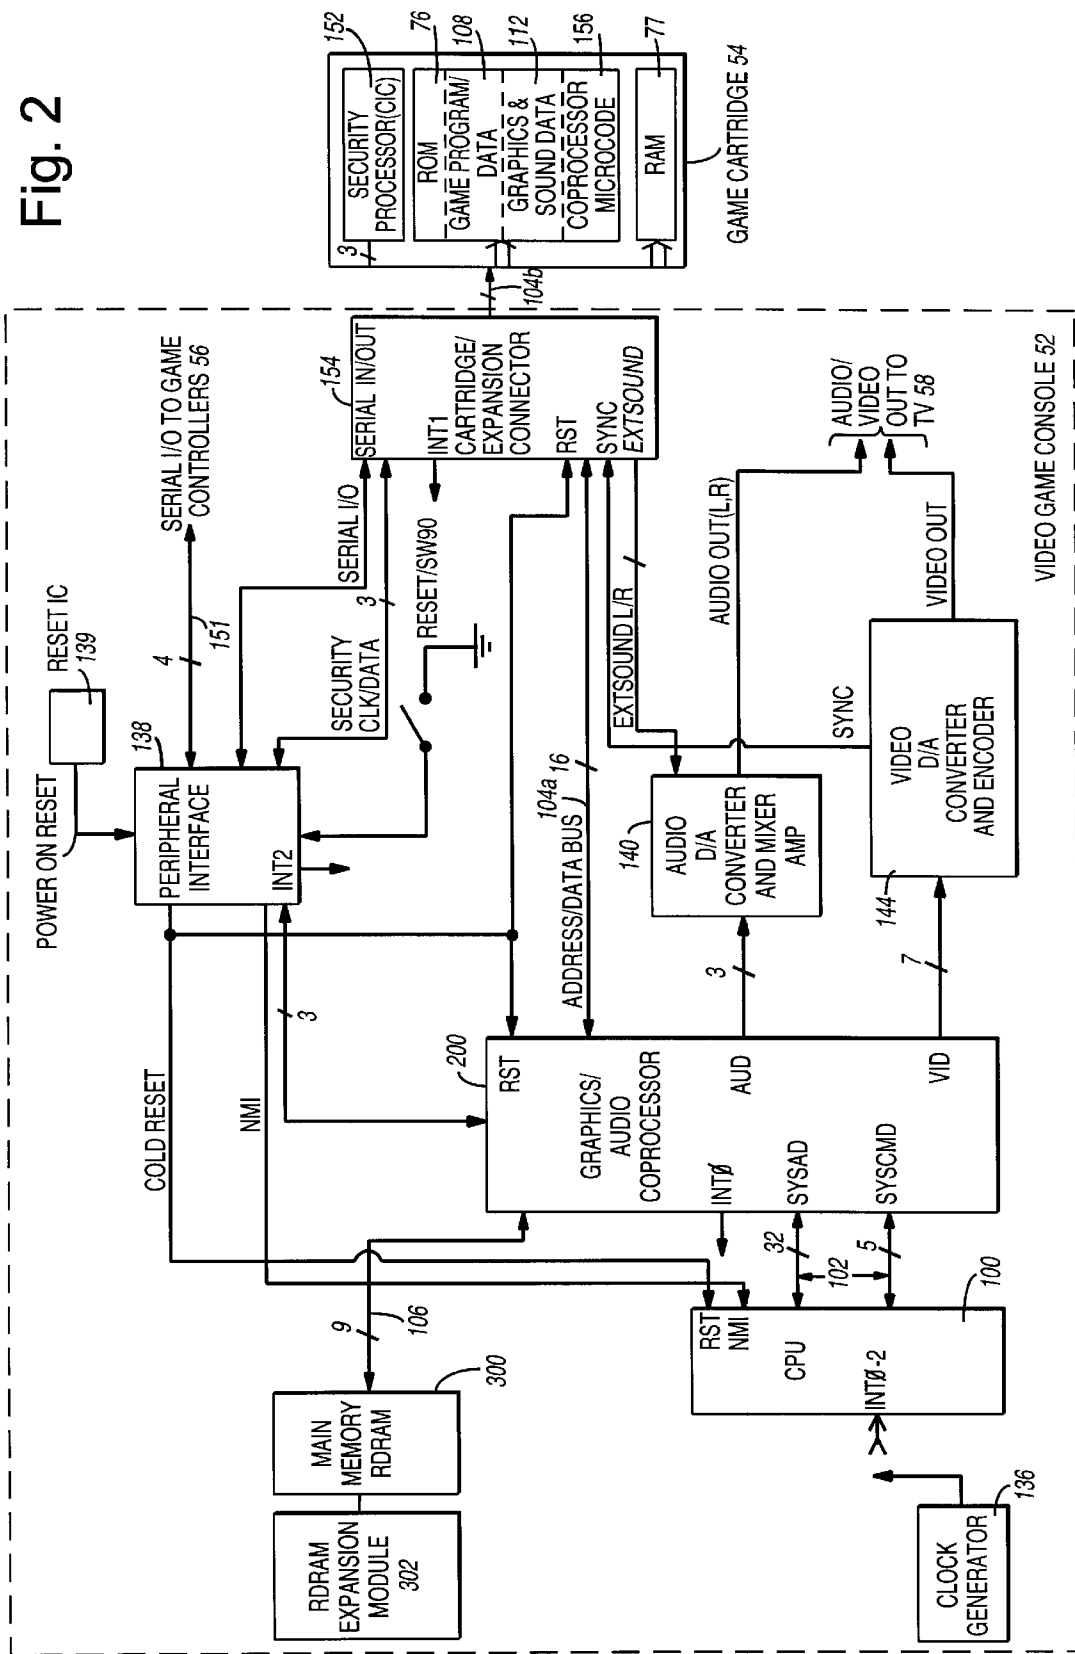 Fig. 2
POWER ON RESET
RESET IC
139
SERIAL I/O TO GAME
CONTROLLERS 56
4
151
138
PERIPHERAL
INTERFACE
INT2
SERIAL I/O
SECURITY
CLK/DATA
3
RESET/SW90
COLD RESET
NMI
3
154
SERIAL IN/OUT
INT1
CARTRIDGE/
EXPANSION
CONNECTOR
RST
SYNC
EXTSOUND
104b
3
SECURITY
PROCESSOR(CIC)
152
ROM
76
GAME PROGRAM/
DATA
108
GRAPHICS &
SOUND DATA
112
COPROCESSOR
MICROCODE
156
RAM
77
GAME CARTRIDGE 54
RDRAM
EXPANSION
MODULE
302
MAIN
MEMORY
RDRAM
300
9
106
200
RST
GRAPHICS/
AUDIO
COPROCESSOR
INTØ
AUD
SYSAD
SYSCMD
VID
ADDRESS/DATA BUS
104a
16
EXTSOUND L/R
3
140
AUDIO
D/A
CONVERTER
AND MIXER
AMP
AUDIO OUT(L,R)
AUDIO/
VIDEO
OUT TO
TV 58
7
144
VIDEO
D/A
CONVERTER
AND ENCODER
SYNC
VIDEO OUT
32
102
5
RST
NMI
CPU
INTØ-2
100
CLOCK
GENERATOR
136
VIDEO GAME CONSOLE 52